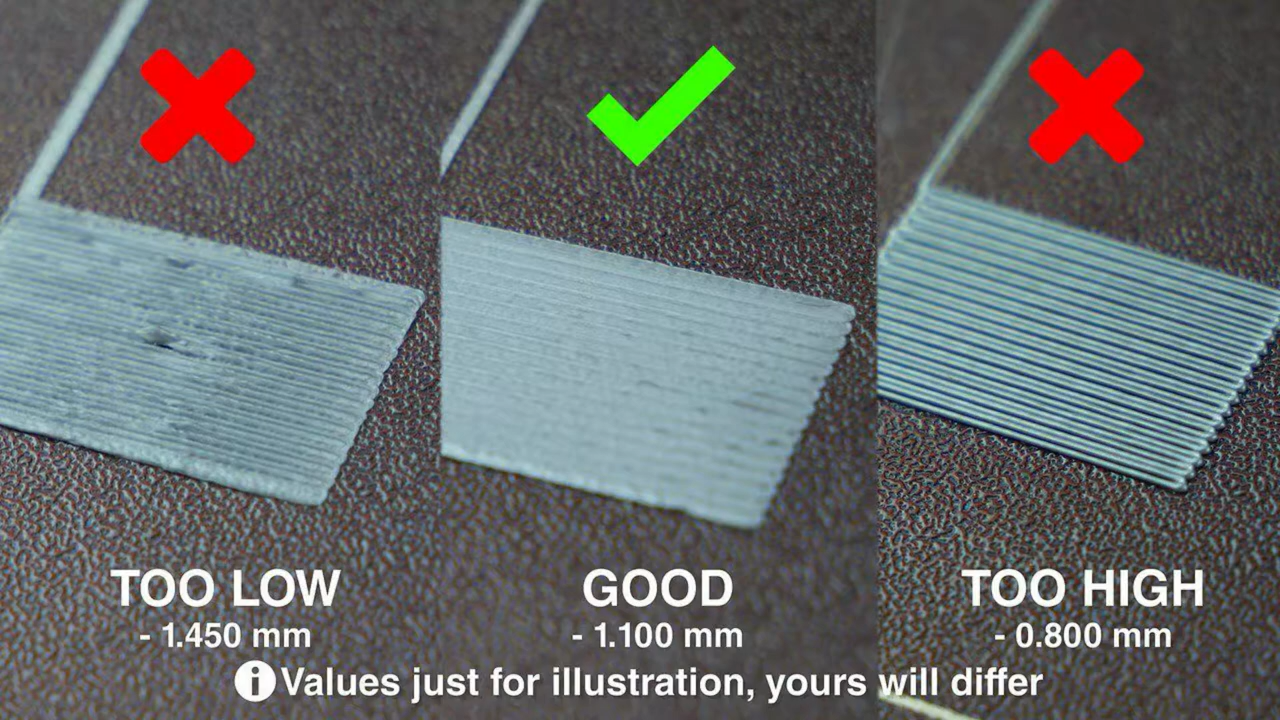 TOO LOW
- 1.450 mm
GOOD
- 1.100 mm
TOO HIGH
- 0.800 mm
i Values just for illustration, yours will differ